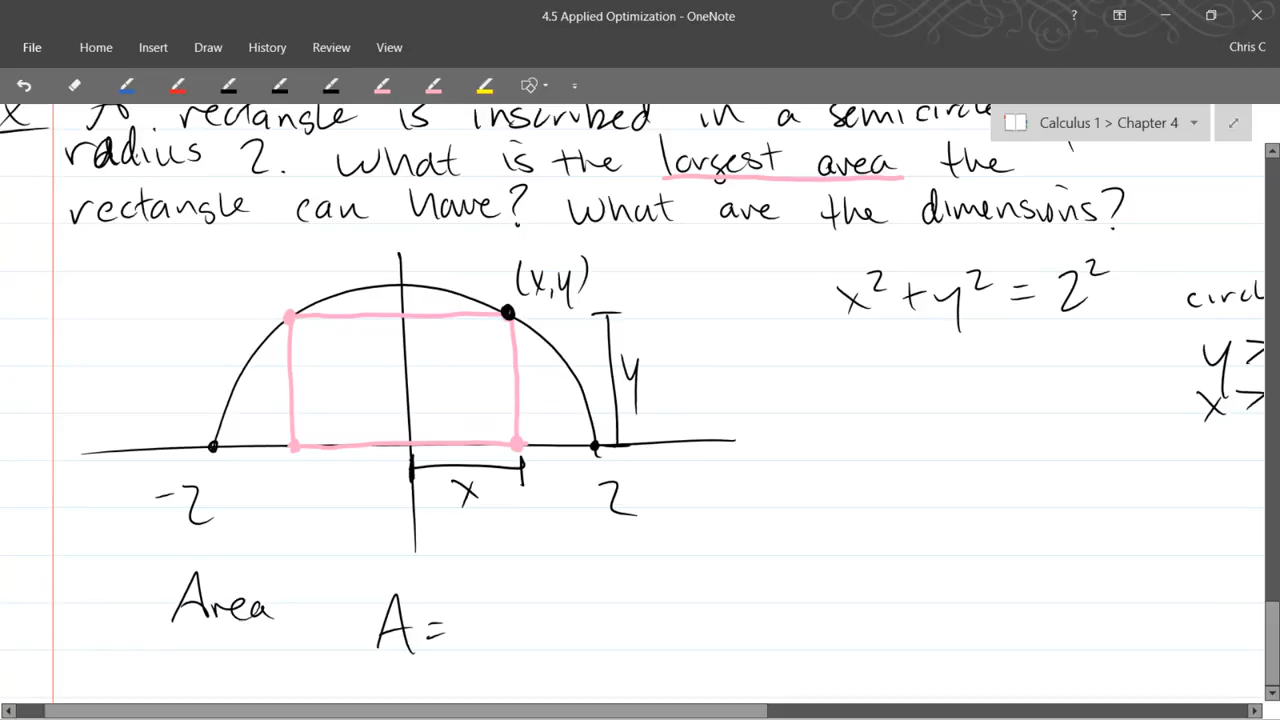 4.5 Applied Optimization - OneNote
File Home Insert Draw History Review View
Chris C
Calculus 1 > Chapter 4
x A rectangle is inscribed in a semicircle
radius 2. What is the largest area the
rectangle can have? What are the dimensions?
(x,y)
x² + y² = 2²
circl
y >
x >
y
x
-2
2
Area A =